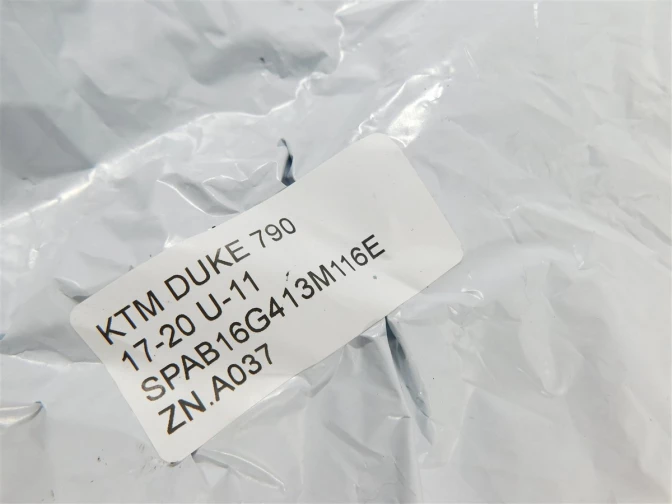 KTM DUKE 790
17-20 U-11
SPAB16G413M116E
ZN.A037